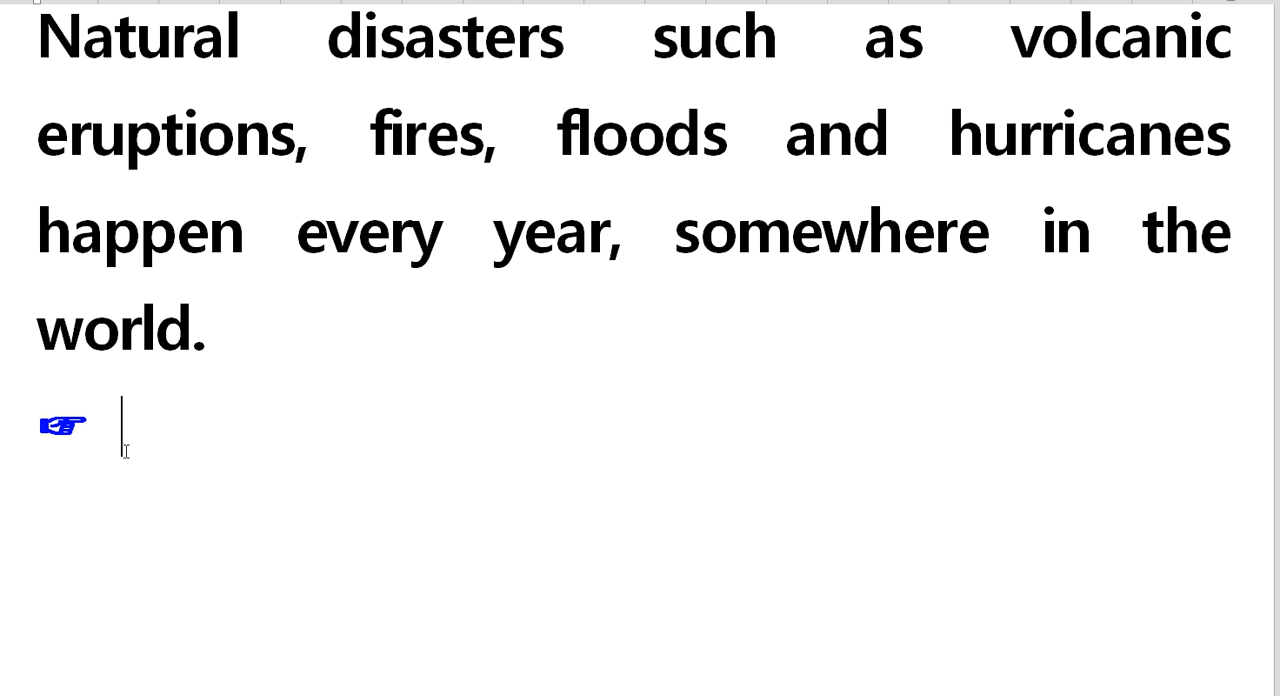 Natural disasters such as volcanic
eruptions, fires, floods and hurricanes
happen every year, somewhere in the
world.
☞